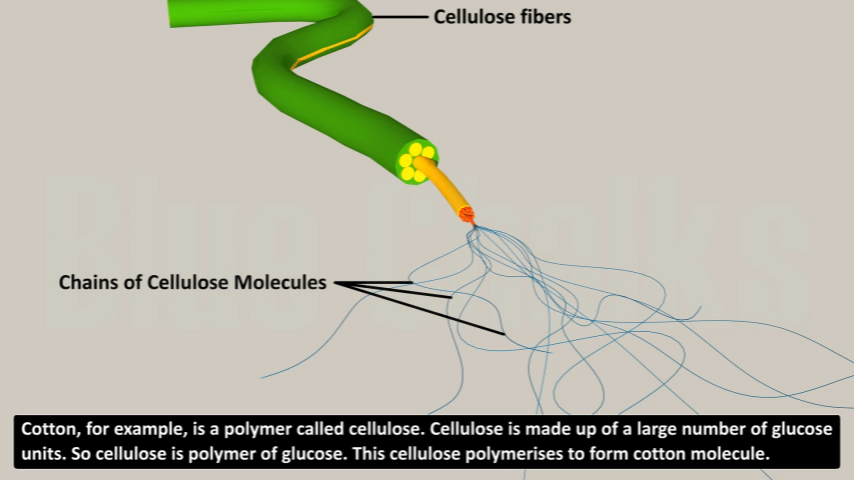 Cellulose fibers
Blue Chalks
Chains of Cellulose Molecules
Cotton, for example, is a polymer called cellulose. Cellulose is made up of a large number of glucose
units. So cellulose is polymer of glucose. This cellulose polymerises to form cotton molecule.